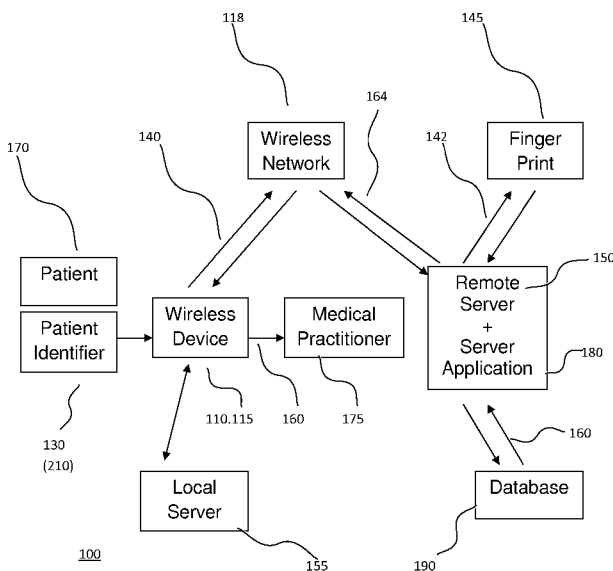 118
145
164
140
Wireless
Network
Finger
Print
142
170
Patient
Patient
Identifier
Wireless
Device
Medical
Practitioner
Remote
Server
+
Server
Application
150
180
130
(210)
110.115
160
175
160
Local
Server
Database
100
155
190